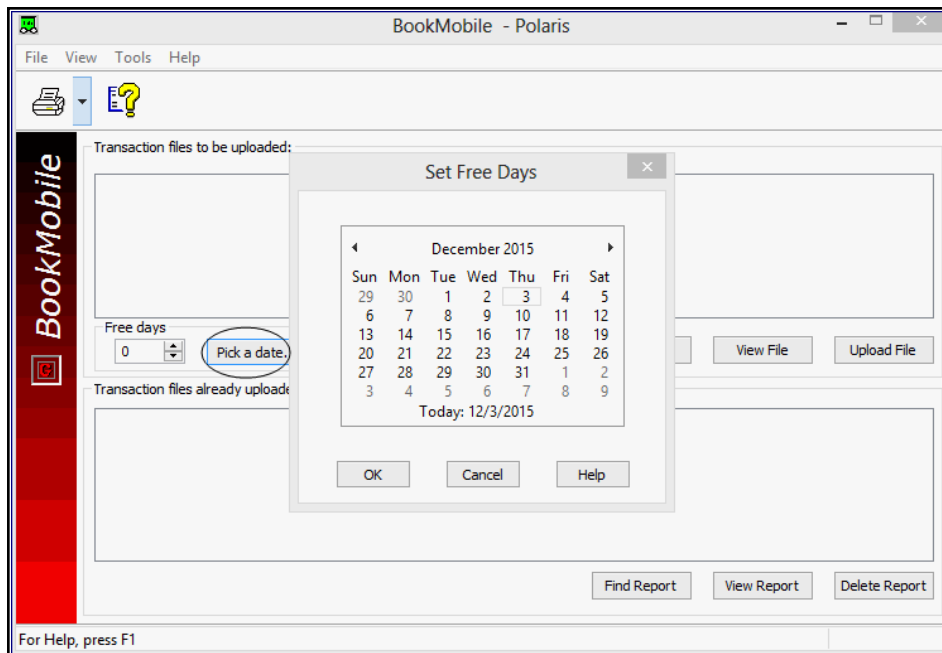 BookMobile - Polaris
File View Tools Help
BookMobile
Transaction files to be uploaded:
Set Free Days
December 2015
Sun Mon Tue Wed Thu Fri Sat
29 30 1 2 3 4 5
6 7 8 9 10 11 12
13 14 15 16 17 18 19
20 21 22 23 24 25 26
27 28 29 30 31 1 2
3 4 5 6 7 8 9
Today: 12/3/2015
OK Cancel Help
Free days
0 Pick a date. View File Upload File
G
Transaction files already uploade
Find Report View Report Delete Report
For Help, press F1